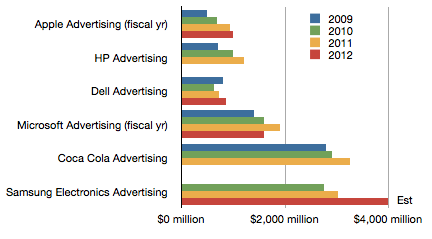 Apple Advertising (fiscal yr)
HP Advertising
Dell Advertising
Microsoft Advertising (fiscal yr)
Coca Cola Advertising
Samsung Electronics Advertising
2009
2010
2011
2012
Est
$0 million
$2,000 million
$4,000 million